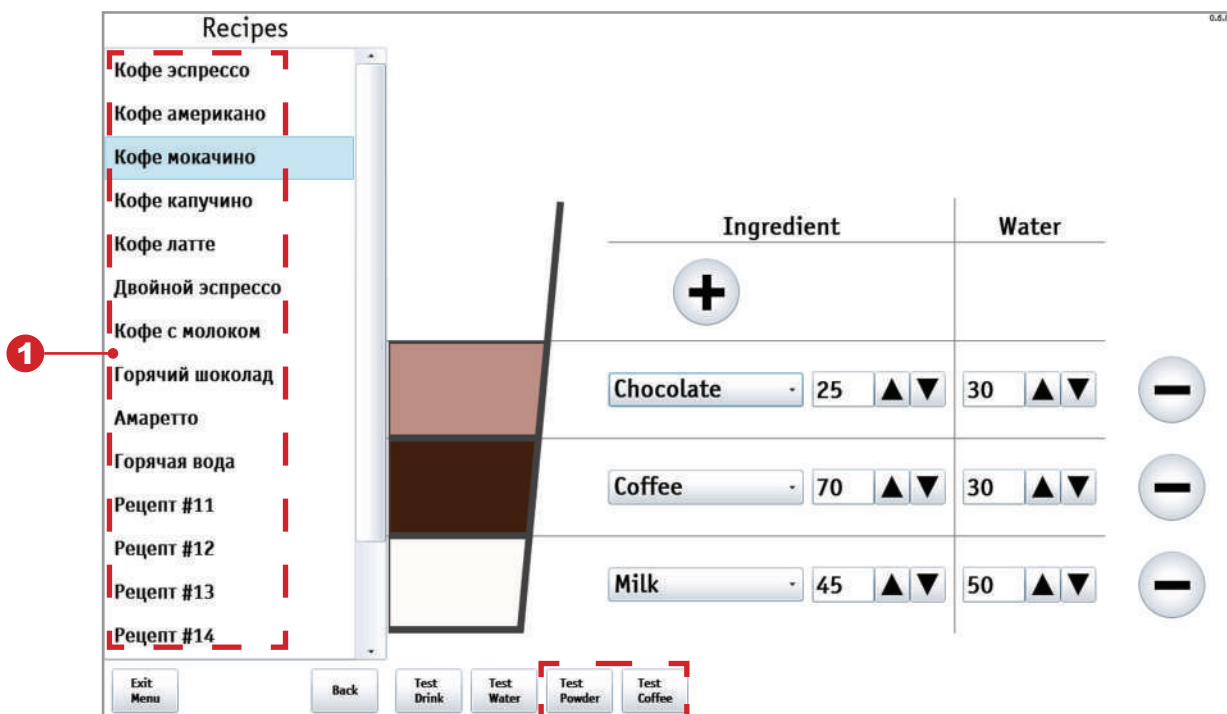 Recipes
Кофе эспрессо
Кофе американо
Кофе мокачино
Кофе капучино
Кофе латте
Двойной эспрессо
Кофе с молоком
1
Горячий шоколад
Амаретто
Горячая вода
Рецепт #11
Рецепт #12
Рецепт #13
Рецепт #14
Ingredient Water
Chocolate 25 30
Coffee 70 30
Milk 45 50
Exit Menu
Back
Test Drink
Test Water
Test Powder
Test Coffee